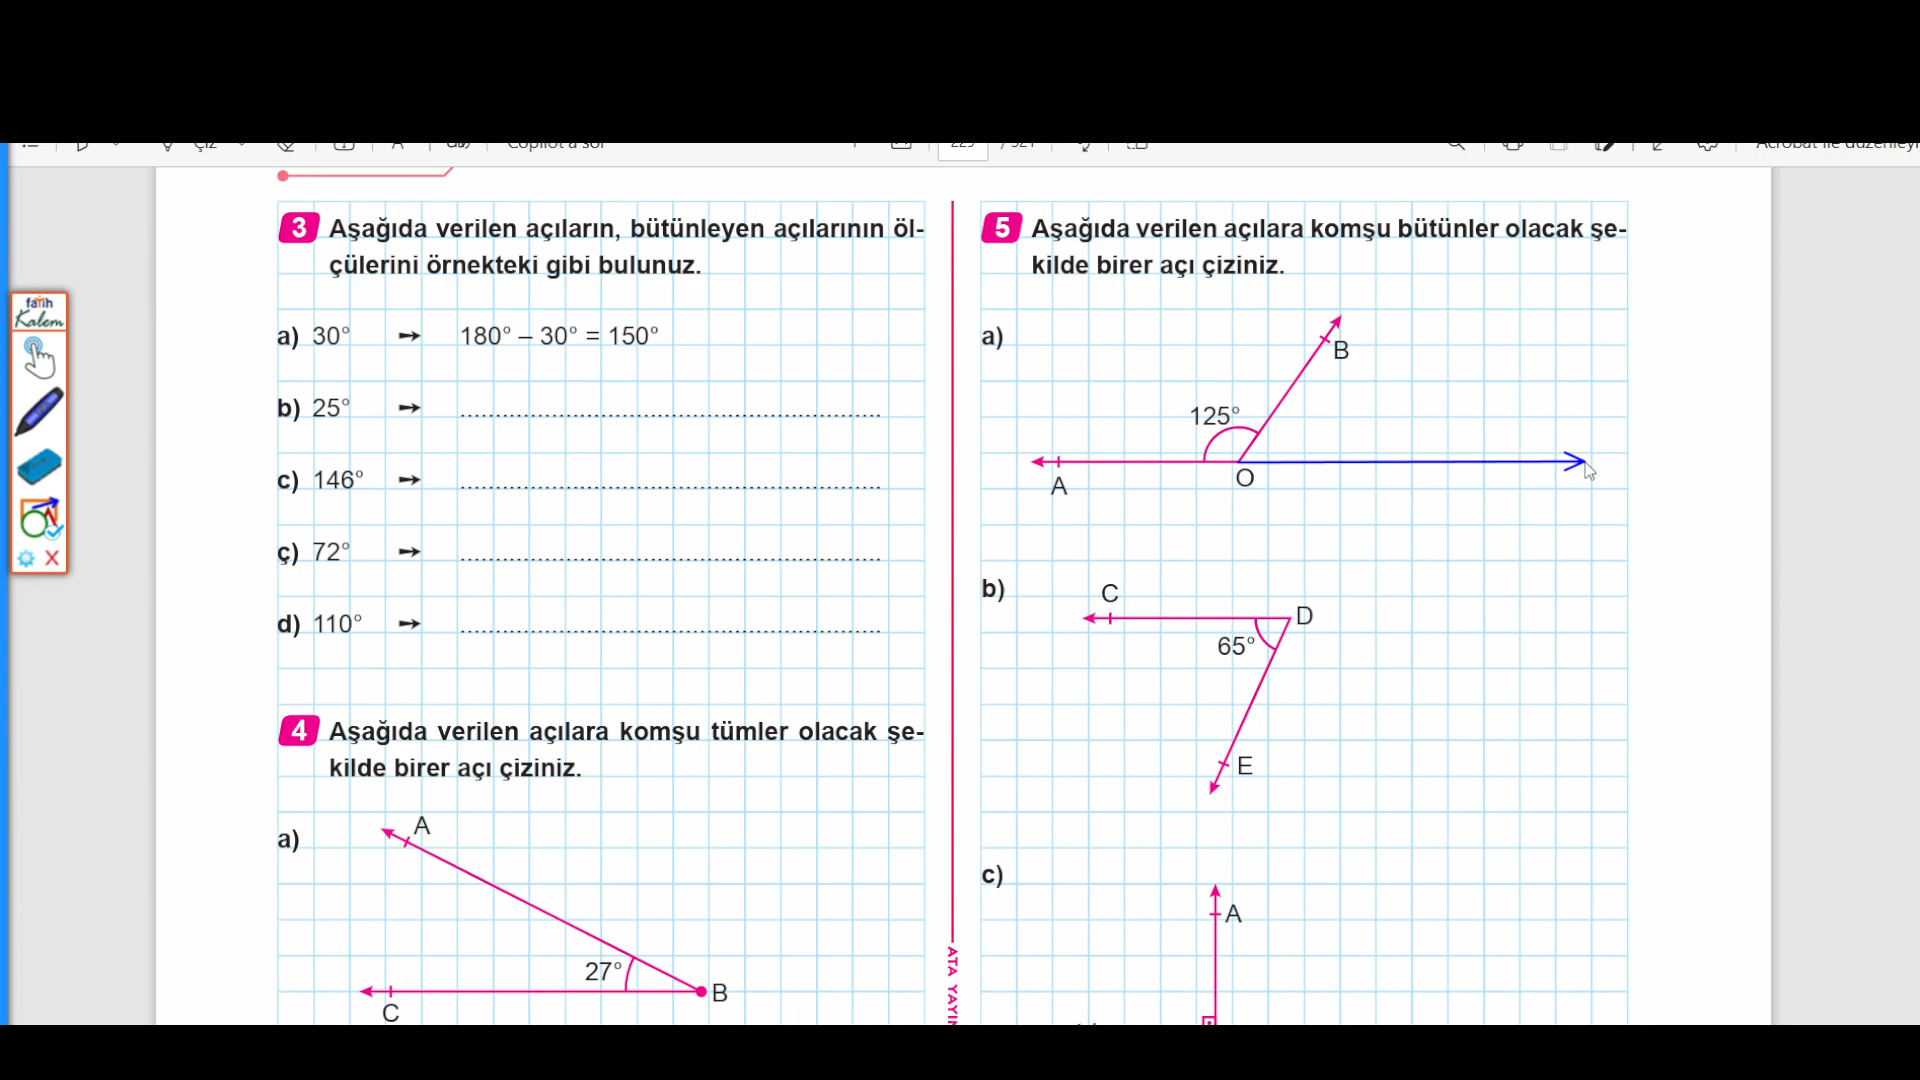 3 Aşağıda verilen açıların, bütünleyen açılarının öl-
çülerini örnekteki gibi bulunuz.
a) 30° ➙ 180° – 30° = 150°
b) 25° ➙ ............................................................
c) 146° ➙ ............................................................
ç) 72° ➙ ............................................................
d) 110° ➙ ............................................................
4 Aşağıda verilen açılara komşu tümler olacak şe-
kilde birer açı çiziniz.
a)
A
27°
B
C
5 Aşağıda verilen açılara komşu bütünler olacak şe-
kilde birer açı çiziniz.
a)
B
125°
A
O
b)
C
D
65°
E
c)
A
ATA YAYIN
fatih
Kalem